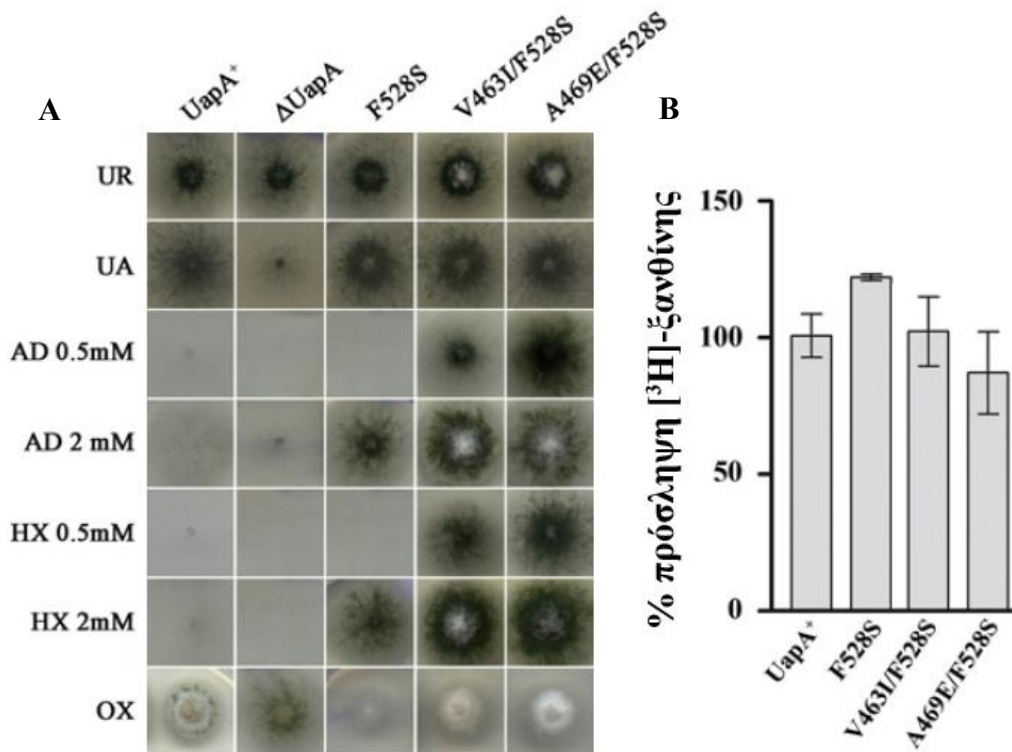 A
UapA⁺ ΔUapA F528S V463I/F528S A469E/F528S
UR
UA
AD 0.5mM
AD 2 mM
HX 0.5mM
HX 2mM
OX
B
% πρόσληψη [³H]-ξανθίνης
150
100
50
0
UapA⁺ F528S V463I/F528S A469E/F528S